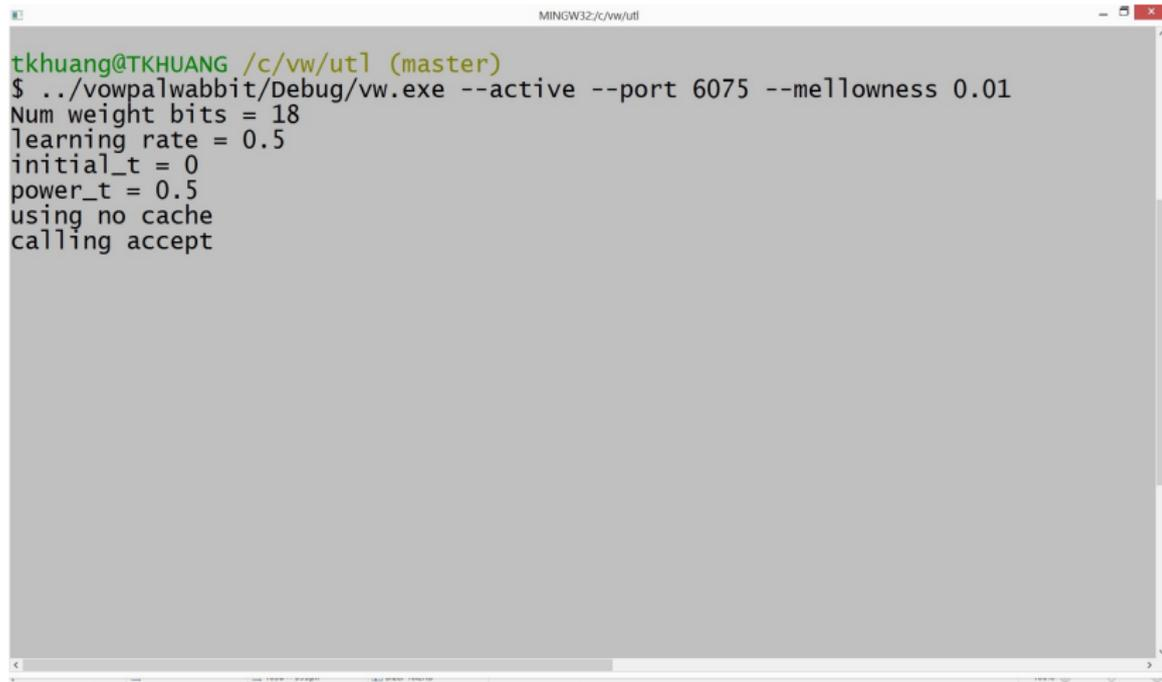 MINGW32:/c/vw/utl
tkhuang@TKHUANG /c/vw/utl (master)
$ ../vowpalwabbit/Debug/vw.exe --active --port 6075 --mellowness 0.01
Num weight bits = 18
learning rate = 0.5
initial_t = 0
power_t = 0.5
using no cache
calling accept